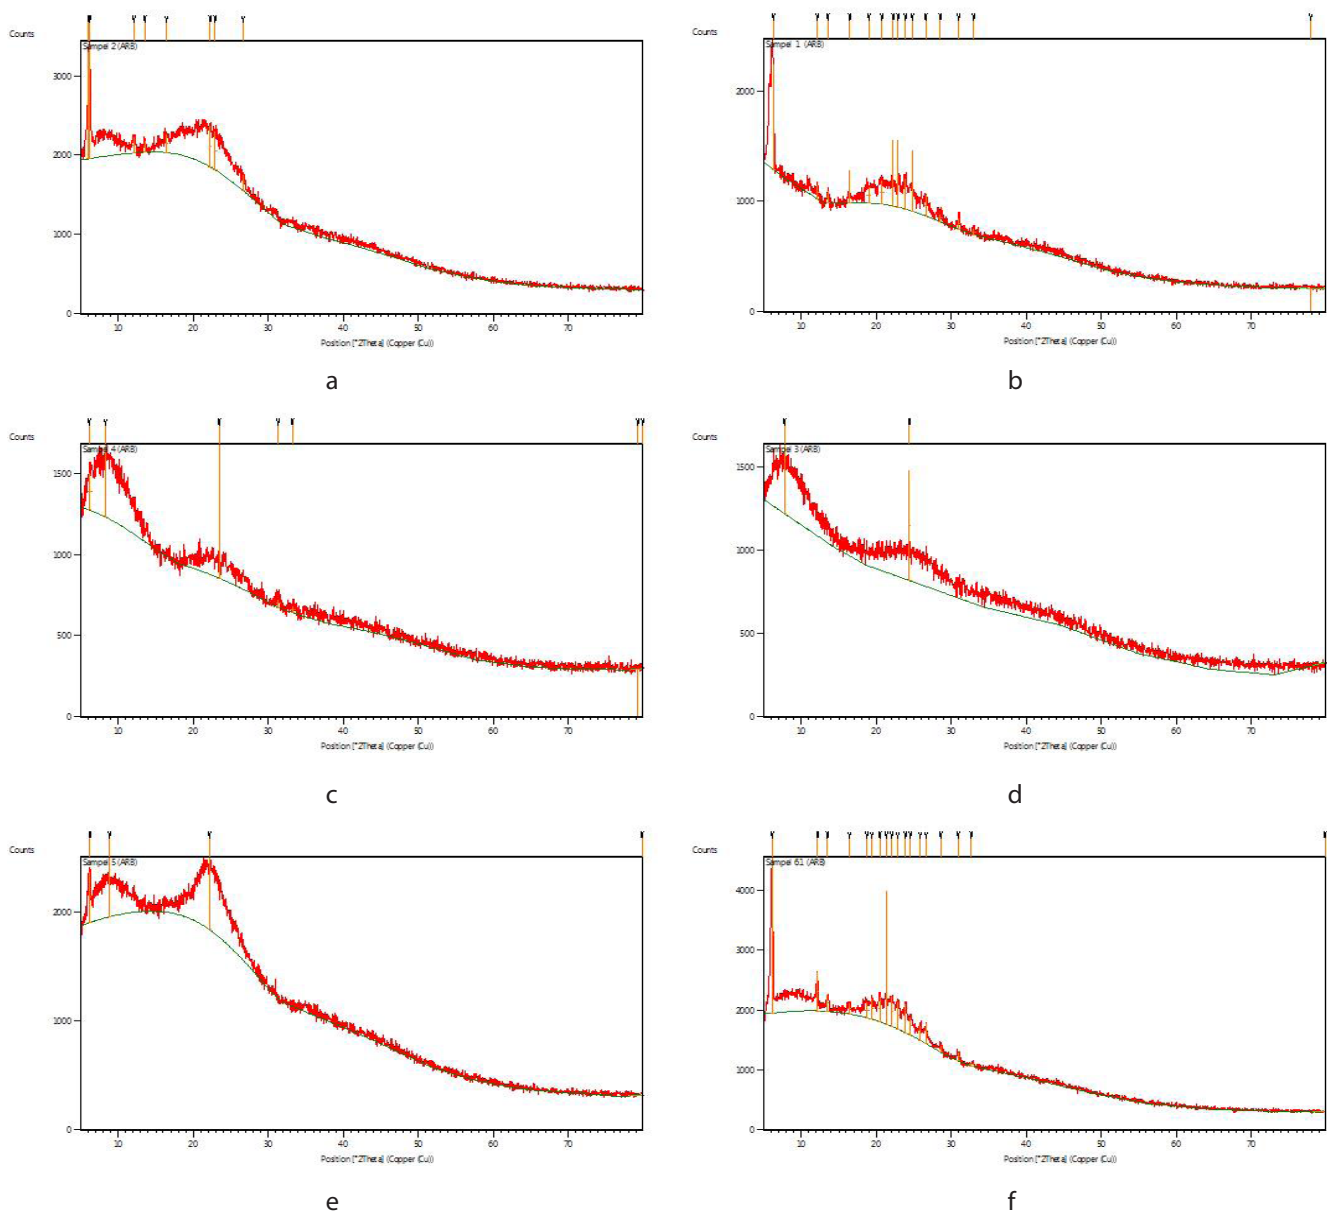 Counts
Sampel 2 (ARB)
3000
2000
1000
0
10 20 30 40 50 60 70
Position [°2Theta] (Copper (Cu))
a
Counts
Sampel 1 (ARB)
2000
1000
0
10 20 30 40 50 60 70
Position [°2Theta] (Copper (Cu))
b
Counts
Sampel 4 (ARB)
1500
1000
500
0
10 20 30 40 50 60 70
Position [°2Theta] (Copper (Cu))
c
Counts
Sampel 3 (ARB)
1500
1000
500
0
10 20 30 40 50 60 70
Position [°2Theta] (Copper (Cu))
d
Counts
Sampel 5 (ARB)
2000
1000
0
10 20 30 40 50 60 70
Position [°2Theta] (Copper (Cu))
e
Counts
Sampel 61 (ARB)
4000
3000
2000
1000
0
10 20 30 40 50 60 70
Position [°2Theta] (Copper (Cu))
f